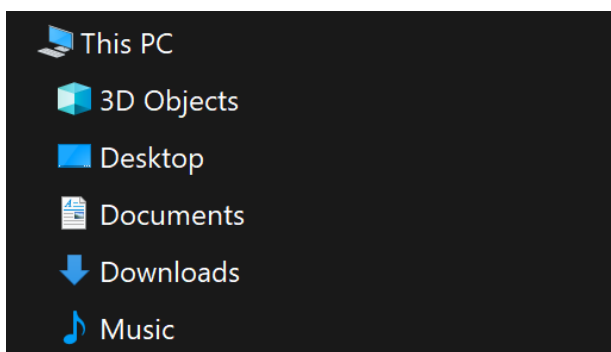 This PC
3D Objects
Desktop
Documents
Downloads
Music